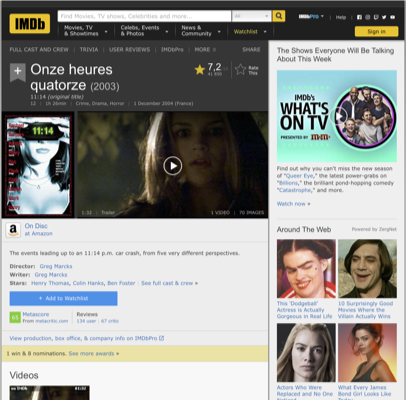 IMDb
Find Movies, TV shows, Celebrities and more...
All
IMDbPro
Help
Movies, TV
& Showtimes
Celebs, Events
& Photos
News &
Community
Watchlist
Sign in
FULL CAST AND CREW
TRIVIA
USER REVIEWS
IMDbPro
MORE
SHARE
Onze heures
quatorze (2003)
11:14 (original title)
12 | 1h 26min | Crime, Drama, Horror | 1 December 2004 (France)
7,2
Rate
This
11:14
1:32 | Trailer
1 VIDEO | 70 IMAGES
On Disc
at Amazon
The events leading up to an 11:14 p.m. car crash, from five very different perspectives.
Director: Greg Marcks
Writer: Greg Marcks
Stars: Henry Thomas, Colin Hanks, Ben Foster | See full cast & crew »
+ Add to Watchlist
65
Metascore
From metacritic.com
Reviews
134 user | 67 critic
View production, box office, & company info on IMDbPro
1 win & 8 nominations. See more awards »
Videos
The Shows Everyone Will Be Talking
About This Week
IMDb's
WHAT'S
ON TV
PRESENTED BY m&m's
Find out why you can't miss the new season
of "Queer Eye," the latest power-grabs on
"Billions," the brilliant pond-hopping comedy
"Catastrophe," and more.
Watch now »
Around The Web
Powered by ZergNet
This 'Dodgeball'
Actress is Actually
Gorgeous in Real Life
10 Surprisingly Good
Movies Where the
Villain Actually Wins
Actors Who Were
Replaced and No One
What Every James
Bond Girl Looks Like